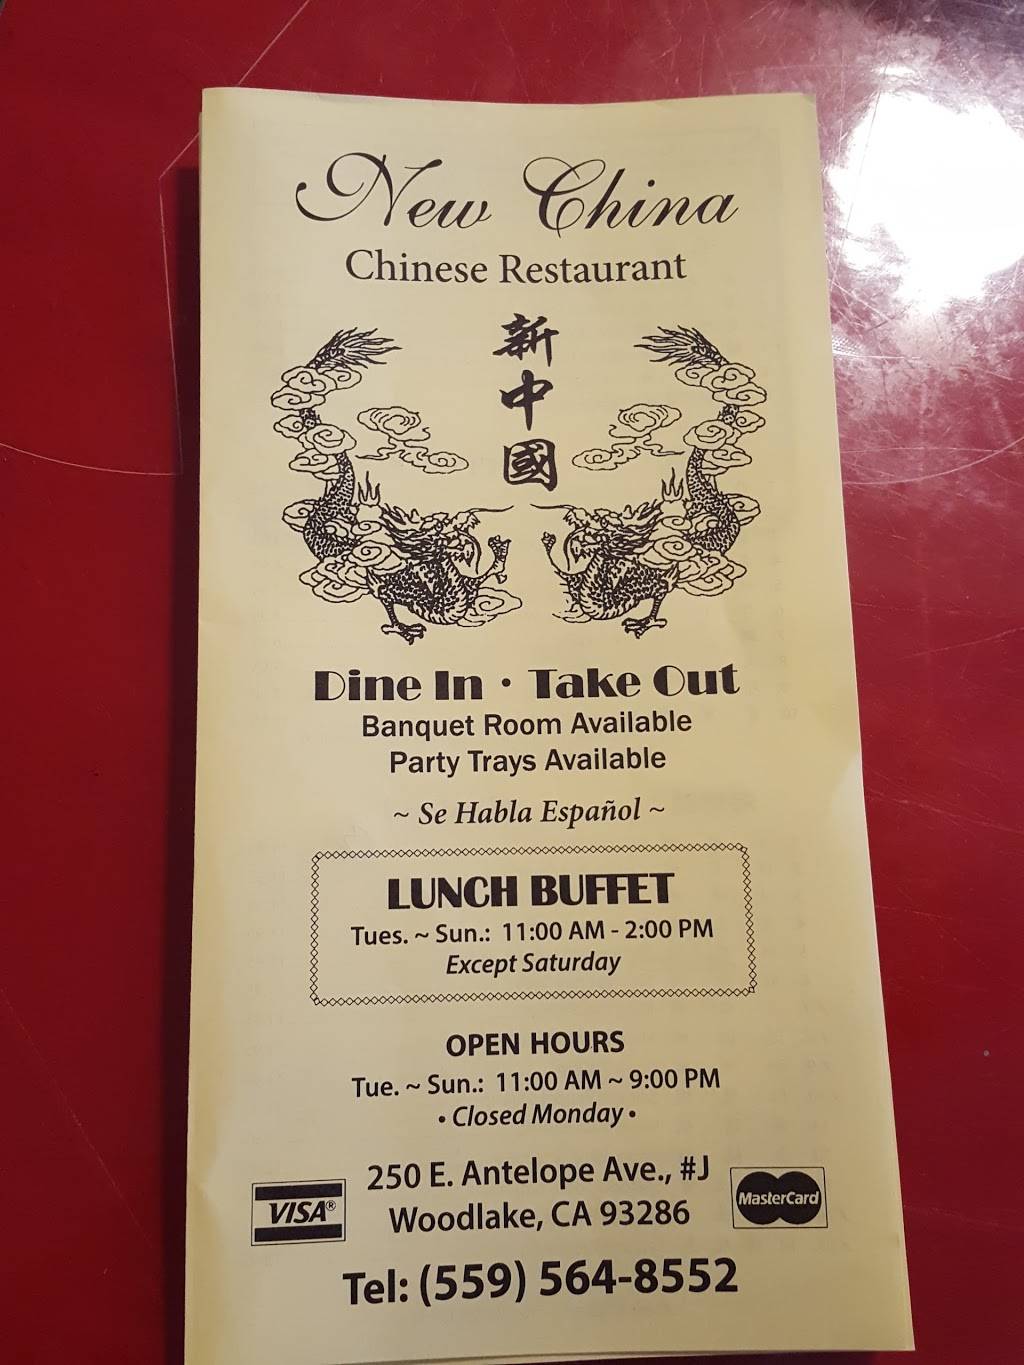 New China
Chinese Restaurant
新
中
國
Dine In • Take Out
Banquet Room Available
Party Trays Available
~ Se Habla Español ~
LUNCH BUFFET
Tues. ~ Sun.: 11:00 AM - 2:00 PM
Except Saturday
OPEN HOURS
Tue. ~ Sun.: 11:00 AM ~ 9:00 PM
• Closed Monday •
250 E. Antelope Ave., #J
Woodlake, CA 93286
VISA®
MasterCard
Tel: (559) 564-8552